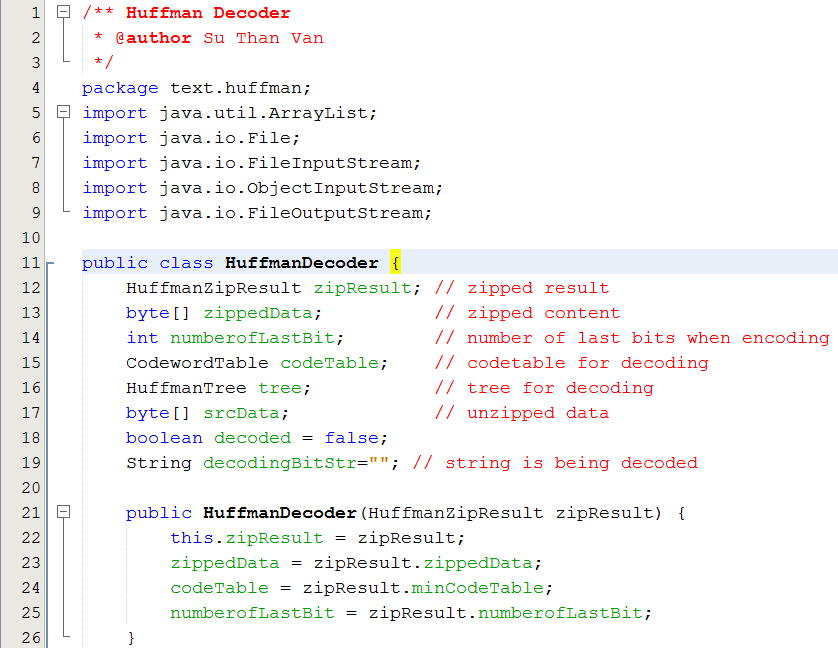 1 /** Huffman Decoder
2 * @author Su Than Van
3 */
4 package text.huffman;
5 import java.util.ArrayList;
6 import java.io.File;
7 import java.io.FileInputStream;
8 import java.io.ObjectInputStream;
9 import java.io.FileOutputStream;
10
11 public class HuffmanDecoder {
12 HuffmanZipResult zipResult; // zipped result
13 byte[] zippedData; // zipped content
14 int numberofLastBit; // number of last bits when encoding
15 CodewordTable codeTable; // codetable for decoding
16 HuffmanTree tree; // tree for decoding
17 byte[] srcData; // unzipped data
18 boolean decoded = false;
19 String decodingBitStr=""; // string is being decoded
20
21 public HuffmanDecoder(HuffmanZipResult zipResult) {
22 this.zipResult = zipResult;
23 zippedData = zipResult.zippedData;
24 codeTable = zipResult.minCodeTable;
25 numberofLastBit = zipResult.numberofLastBit;
26 }